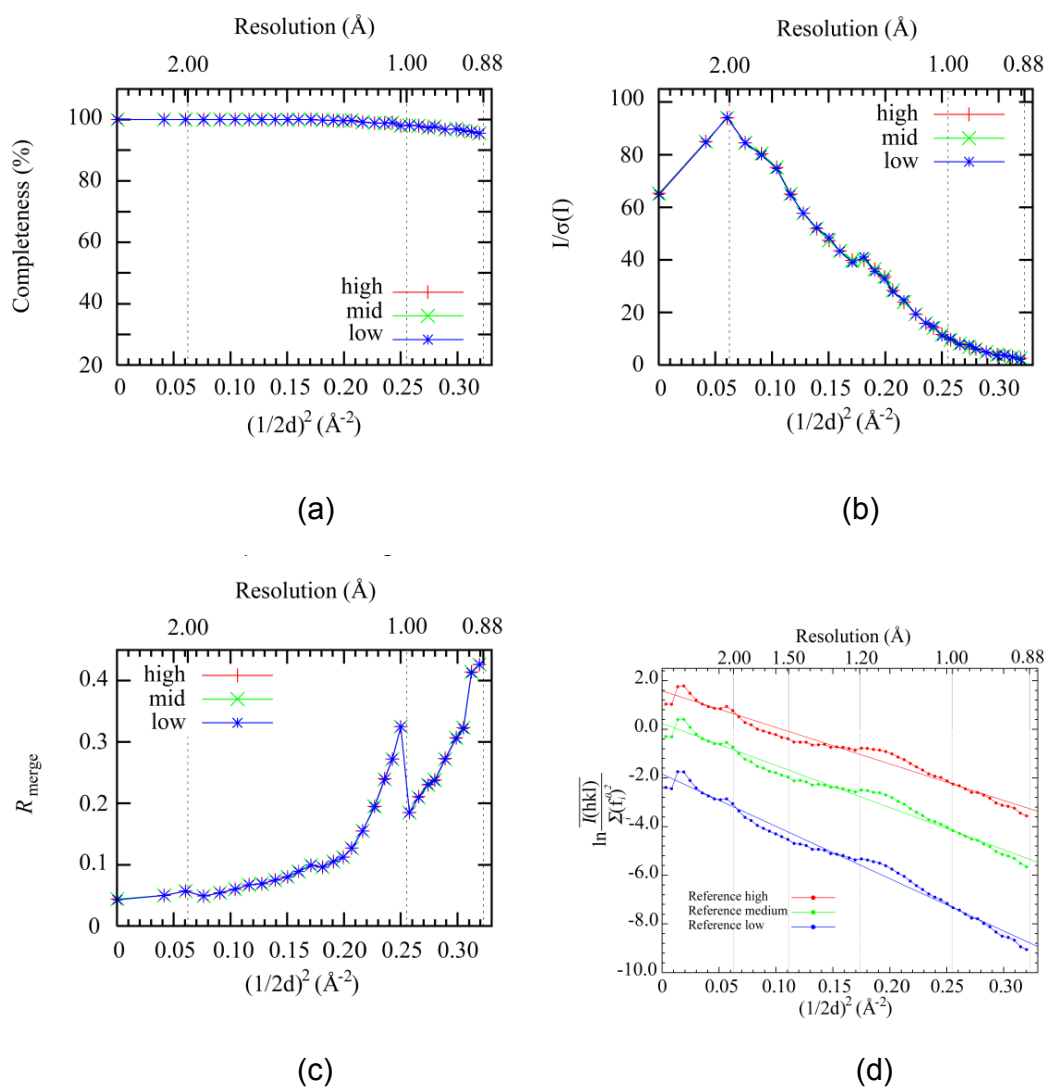 Resolution (Å)
2.00 1.00 0.88
100
80
60
40
20
Completeness (%)
high
mid
low
0 0.05 0.10 0.15 0.20 0.25 0.30
(1/2d)² (Å⁻²)
(a)
Resolution (Å)
2.00 1.00 0.88
100
80
60
40
20
0
I/σ(I)
high
mid
low
0 0.05 0.10 0.15 0.20 0.25 0.30
(1/2d)² (Å⁻²)
(b)
Resolution (Å)
2.00 1.00 0.88
0.4
0.3
0.2
0.1
0
R merge
high
mid
low
0 0.05 0.10 0.15 0.20 0.25 0.30
(1/2d)² (Å⁻²)
(c)
Resolution (Å)
2.00 1.50 1.20 1.00 0.88
2.0
0.0
-2.0
-4.0
-6.0
-8.0
-10.0
ln I(hkl)
Reference high
Reference medium
Reference low
0 0.05 0.10 0.15 0.20 0.25 0.30
(1/2d)² (Å⁻²)
(d)